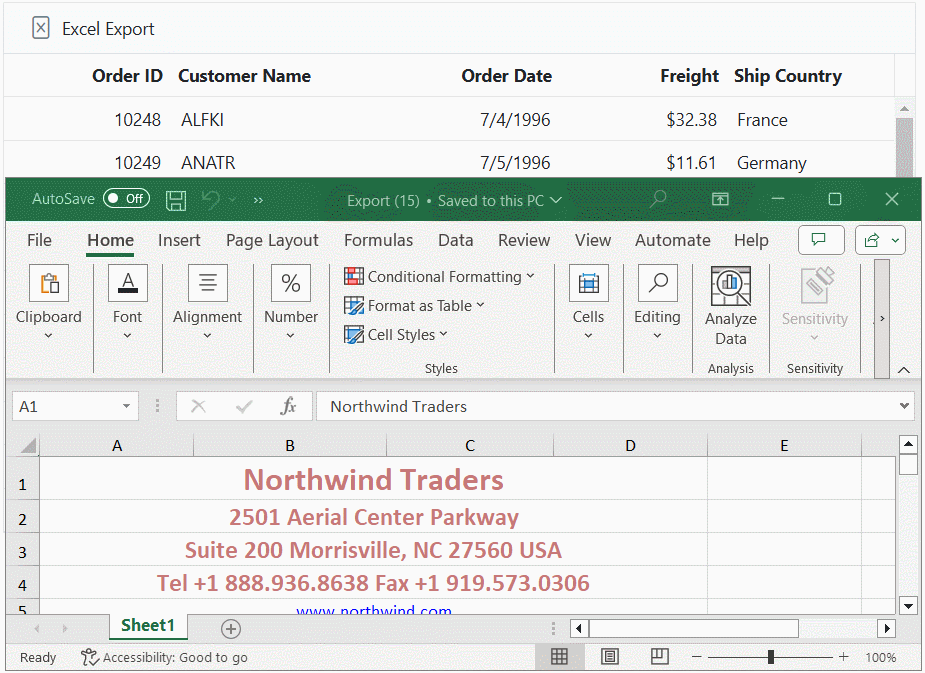 Excel Export
Order ID Customer Name Order Date Freight Ship Country
10248 ALFKI 7/4/1996 $32.38 France
10249 ANATR 7/5/1996 $11.61 Germany
AutoSave Off Export (15) • Saved to this PC
File Home Insert Page Layout Formulas Data Review View Automate Help
Clipboard Font Alignment Number Conditional Formatting Format as Table Cell Styles Cells Editing Analyze Data Sensitivity
Styles Analysis Sensitivity
A1 fx Northwind Traders
A B C D E
1 Northwind Traders
2 2501 Aerial Center Parkway
3 Suite 200 Morrisville, NC 27560 USA
4 Tel +1 888.936.8638 Fax +1 919.573.0306
5 www.northwind.com
Sheet1
Ready Accessibility: Good to go 100%